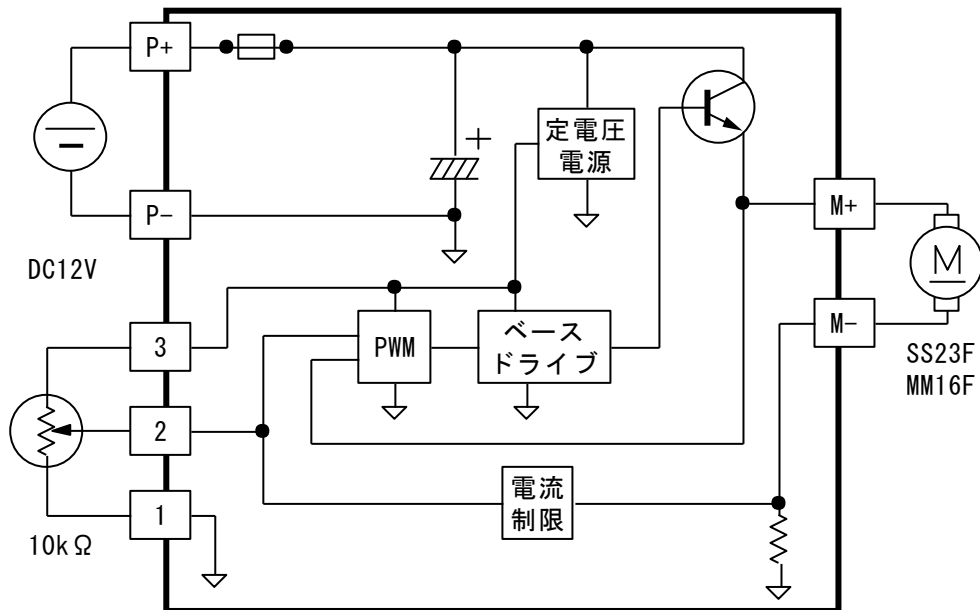 P+
定電圧
電源
+
P-
M+
DC12V
M
3
PWM
ベース
ドライブ
M-
SS23F
MM16F
2
電流
制限
1
10kΩ